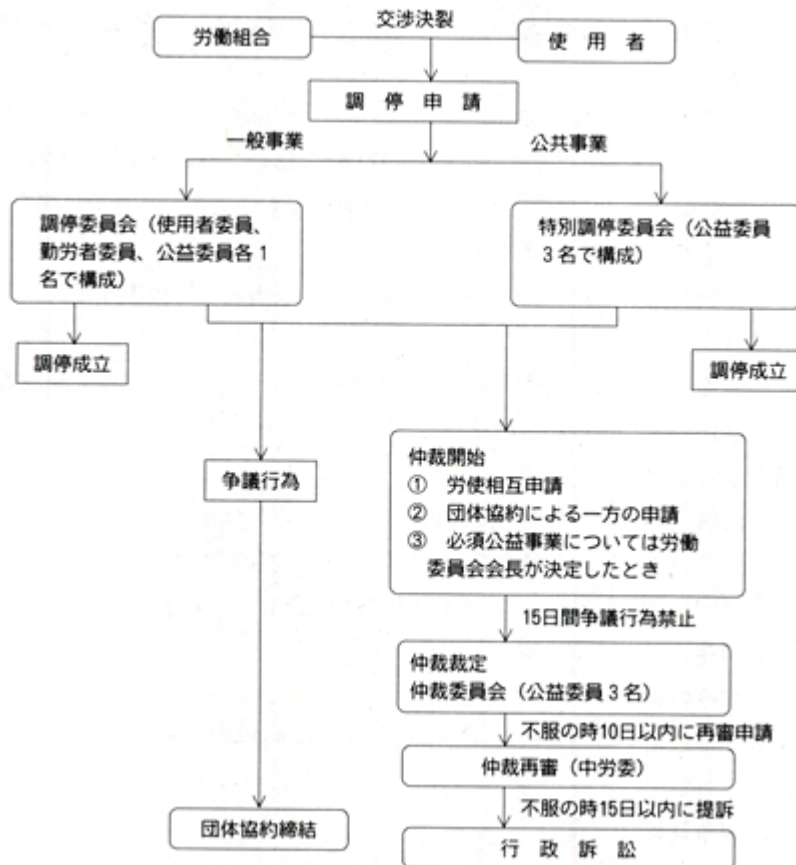 交渉決裂
労働組合
使　用　者
調　停　申　請
一般事業
公共事業
調停委員会（使用者委員、
勤労者委員、公益委員各１
名で構成）
特別調停委員会（公益委員
３名で構成）
調停成立
調停成立
争議行為
仲裁開始
①　労使相互申請
②　団体協約による一方の申請
③　必須公益事業については労働
委員会会長が決定したとき
15日間争議行為禁止
仲裁裁定
仲裁委員会（公益委員３名）
不服の時10日以内に再審申請
仲裁再審（中労委）
不服の時15日以内に提訴
団体協約締結
行　政　訴　訟